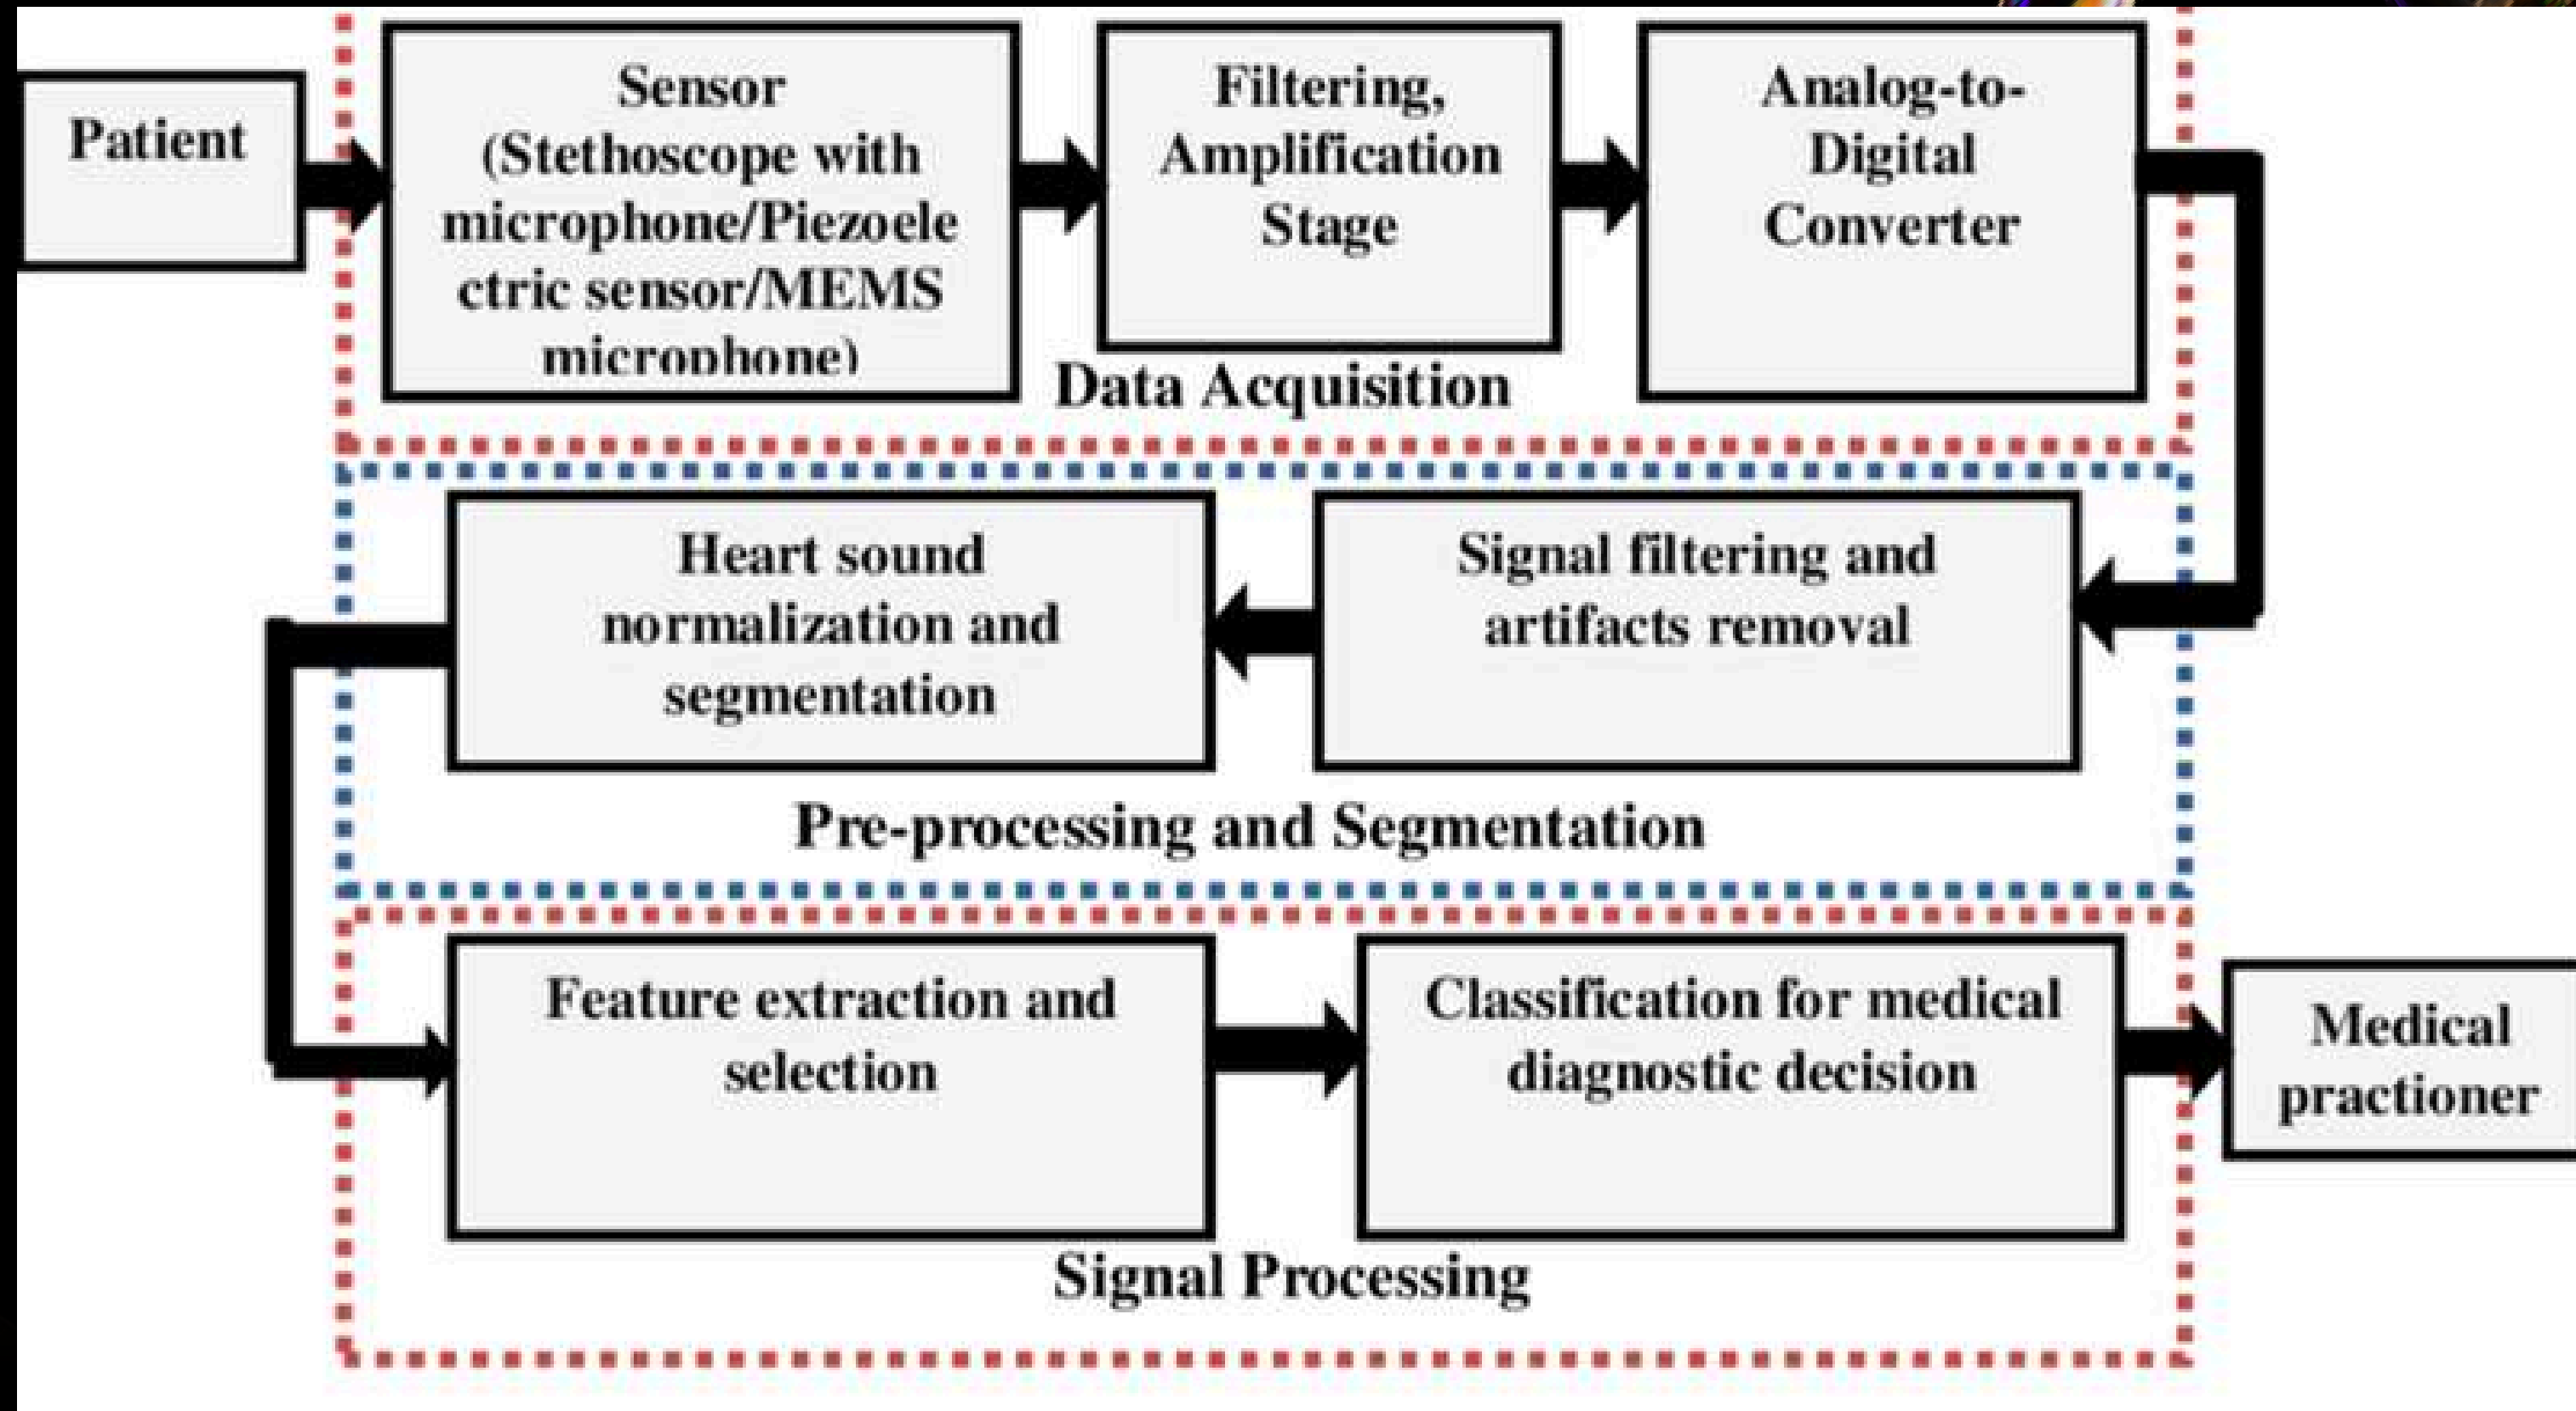 Patient
Sensor
(Stethoscope with
microphone/Piezoele
ctric sensor/MEMS
microphone)
Filtering,
Amplification
Stage
Analog-to-
Digital
Converter
Data Acquisition
Signal filtering and
artifacts removal
Heart sound
normalization and
segmentation
Pre-processing and Segmentation
Feature extraction and
selection
Classification for medical
diagnostic decision
Medical
practioner
Signal Processing